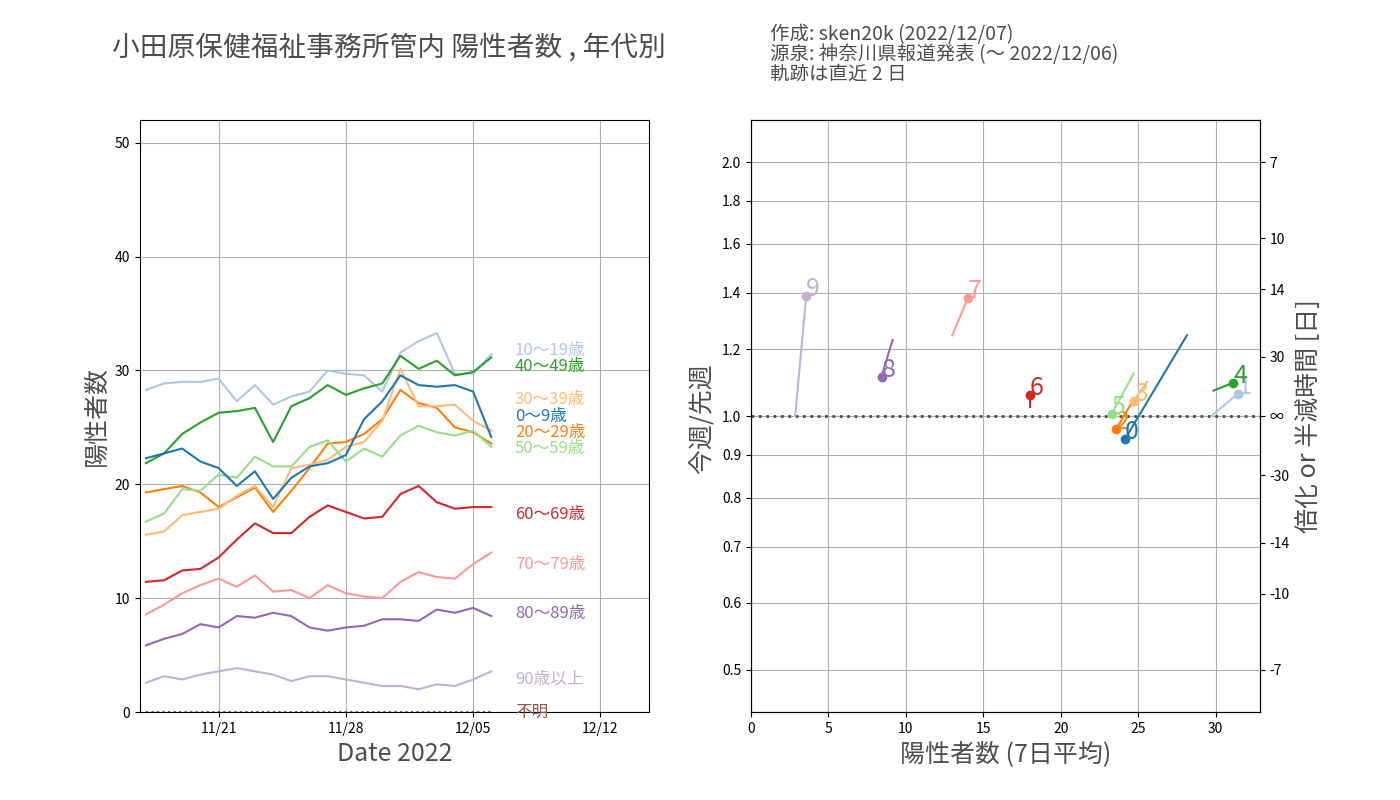 小田原保健福祉事務所管内 陽性者数 , 年代別
作成: sken20k (2022/12/07)
源泉: 神奈川県報道発表 (〜 2022/12/06)
軌跡は直近 2 日
陽性者数
50
40
30
20
10
0
11/21
11/28
12/05
12/12
Date 2022
10〜19歳
40〜49歳
30〜39歳
0〜9歳
20〜29歳
50〜59歳
60〜69歳
70〜79歳
80〜89歳
90歳以上
不明
今週/先週
2.0
1.8
1.6
1.4
1.2
1.0
0.9
0.8
0.7
0.6
0.5
0
5
10
15
20
25
30
陽性者数 (7日平均)
9
8
7
6
5
3
2
0
4
1
7
10
14
30
∞
-30
-14
-10
-7
倍化 or 半減時間 [日]